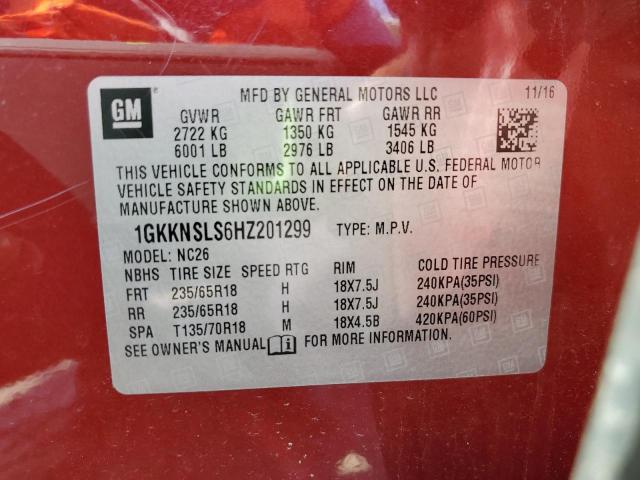 GM
MFD BY GENERAL MOTORS LLC 11/16
GVWR GAWR FRT GAWR RR
2722 KG 1350 KG 1545 KG
6001 LB 2976 LB 3406 LB
THIS VEHICLE CONFORMS TO ALL APPLICABLE U.S. FEDERAL MOTOR
VEHICLE SAFETY STANDARDS IN EFFECT ON THE DATE OF
MANUFACTURE SHOWN ABOVE.
1GKKNSLS6HZ201299 TYPE: M.P.V.
MODEL: NC26
NBHS TIRE SIZE SPEED RTG RIM COLD TIRE PRESSURE
FRT 235/65R18 H 18X7.5J 240KPA(35PSI)
RR 235/65R18 H 18X7.5J 240KPA(35PSI)
SPA T135/70R18 M 18X4.5B 420KPA(60PSI)
SEE OWNER'S MANUAL FOR MORE INFORMATION